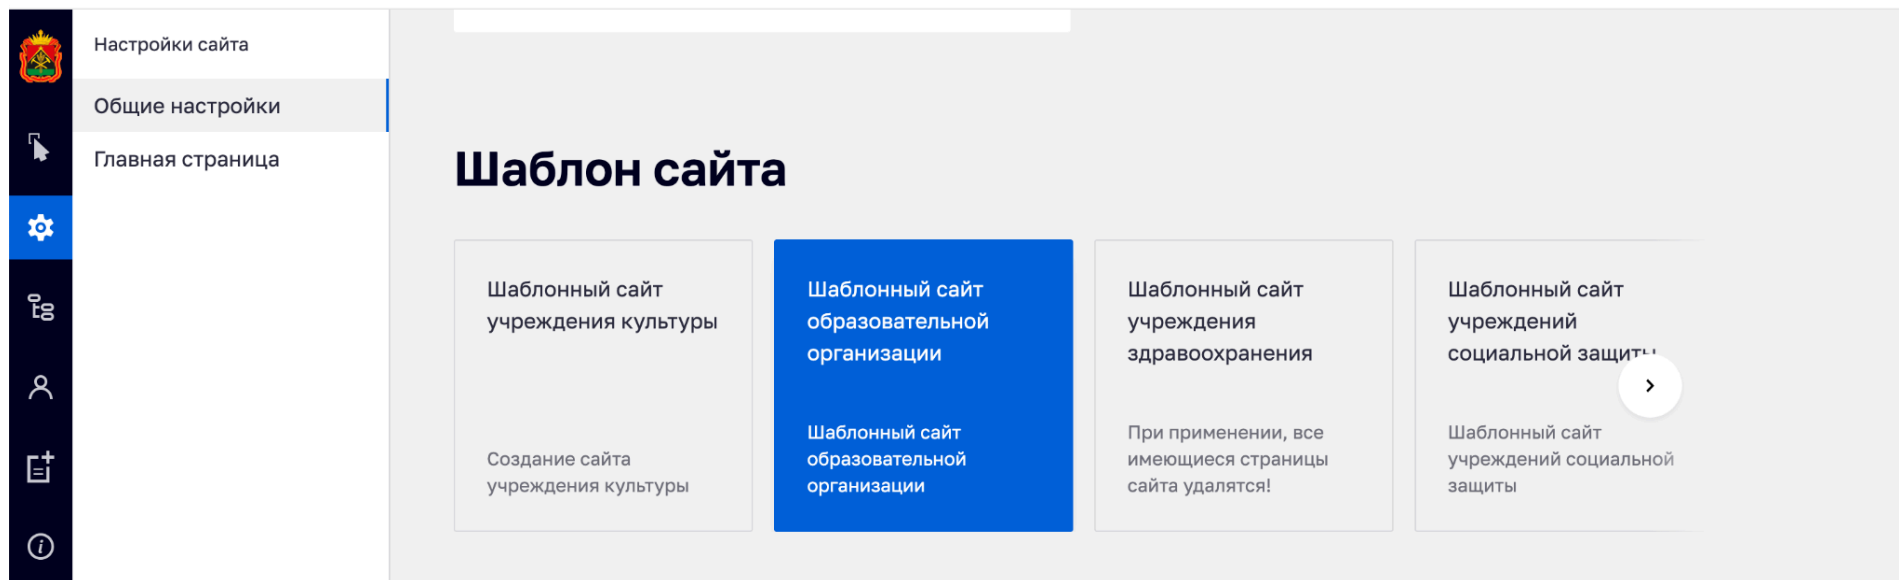 Настройки сайта
Общие настройки
Главная страница
Шаблон сайта
Шаблонный сайт
учреждения культуры
Создание сайта
учреждения культуры
Шаблонный сайт
образовательной
организации
Шаблонный сайт
образовательной
организации
Шаблонный сайт
учреждения
здравоохранения
При применении, все
имеющиеся страницы
сайта удалятся!
Шаблонный сайт
учреждений
социальной защиты
Шаблонный сайт
учреждений социальной
защиты